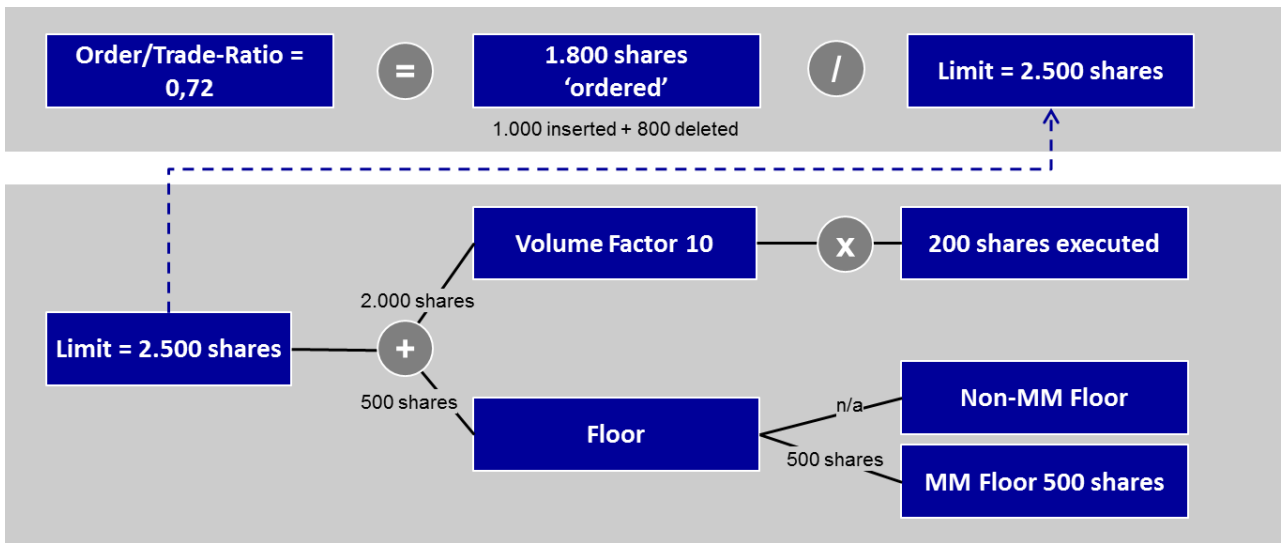 Order/Trade-Ratio =
0,72
=
1.800 shares
‘ordered’
/
Limit = 2.500 shares
1.000 inserted + 800 deleted
Volume Factor 10
x
200 shares executed
2.000 shares
Limit = 2.500 shares
+
500 shares
Floor
n/a
Non-MM Floor
500 shares
MM Floor 500 shares